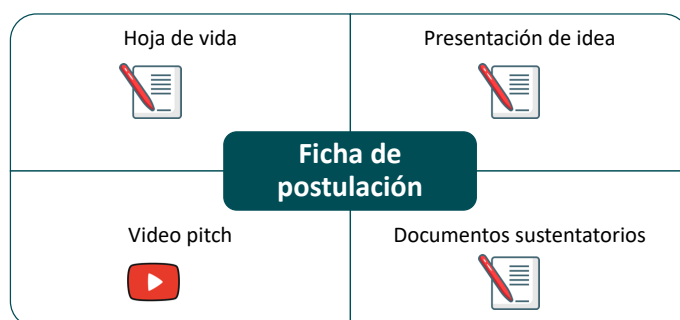 Hoja de vida
Presentación de idea
Ficha de
postulación
Video pitch
Documentos sustentatorios